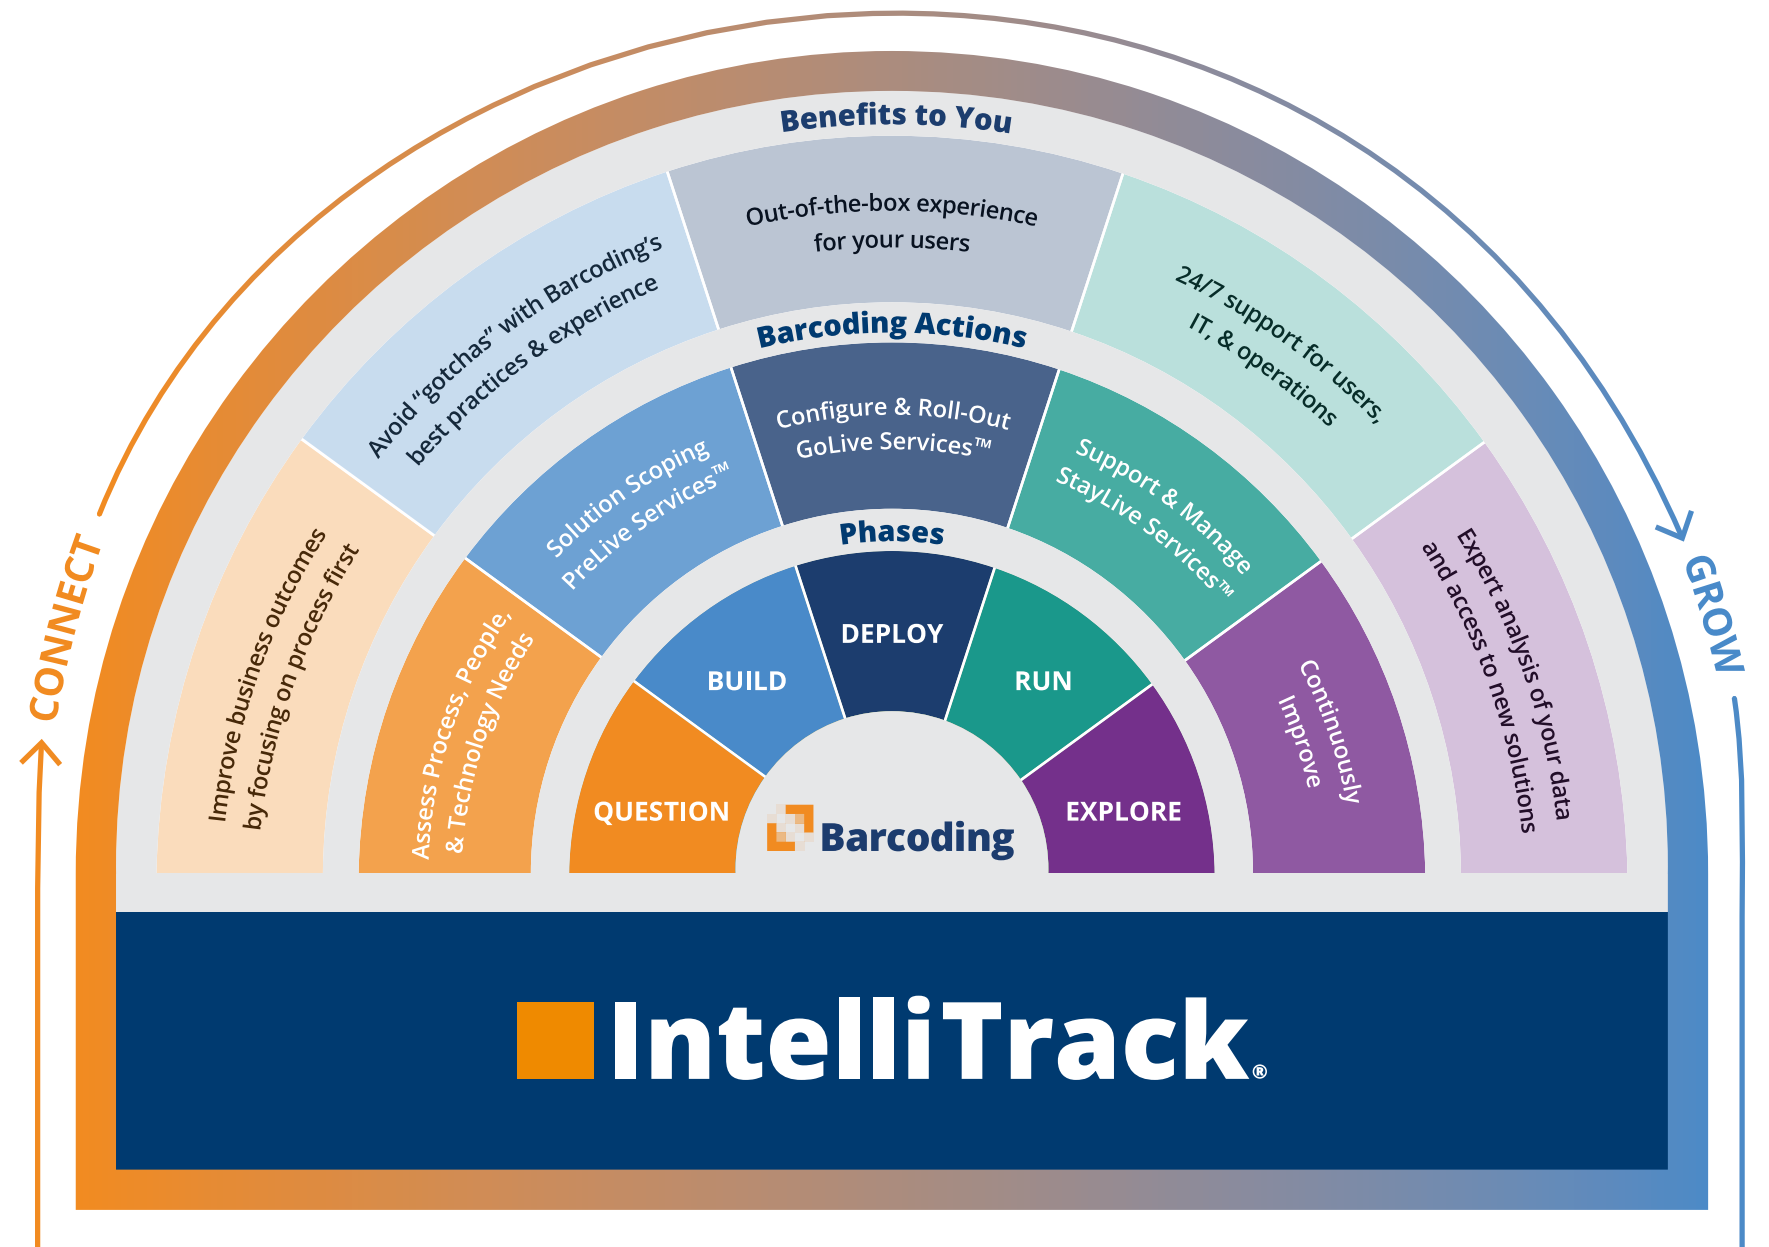 Benefits to You
Improve business outcomes
by focusing on process first
Avoid “gotchas” with Barcoding’s
best practices & experience
Out-of-the-box experience
for your users
24/7 support for users,
IT, & operations
Expert analysis of your data
and access to new solutions
Barcoding Actions
Assess Process, People,
& Technology Needs
Solution Scoping
PreLive Services™
Configure & Roll-Out
GoLive Services™
Support & Manage
StayLive Services™
Continuously
Improve
Phases
QUESTION
BUILD
DEPLOY
RUN
EXPLORE
Barcoding
CONNECT
GROW
IntelliTrack®